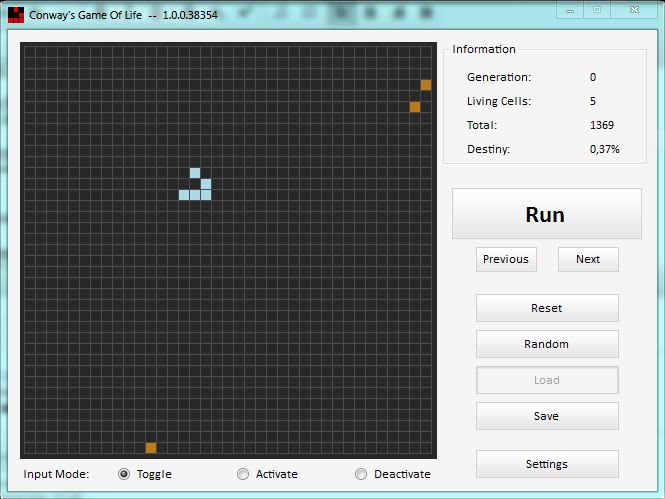 Conway's Game Of Life -- 1.0.0.38354
Information
Generation: 0
Living Cells: 5
Total: 1369
Destiny: 0,37%
Run
Previous Next
Reset
Random
Load
Save
Settings
Input Mode: Toggle Activate Deactivate